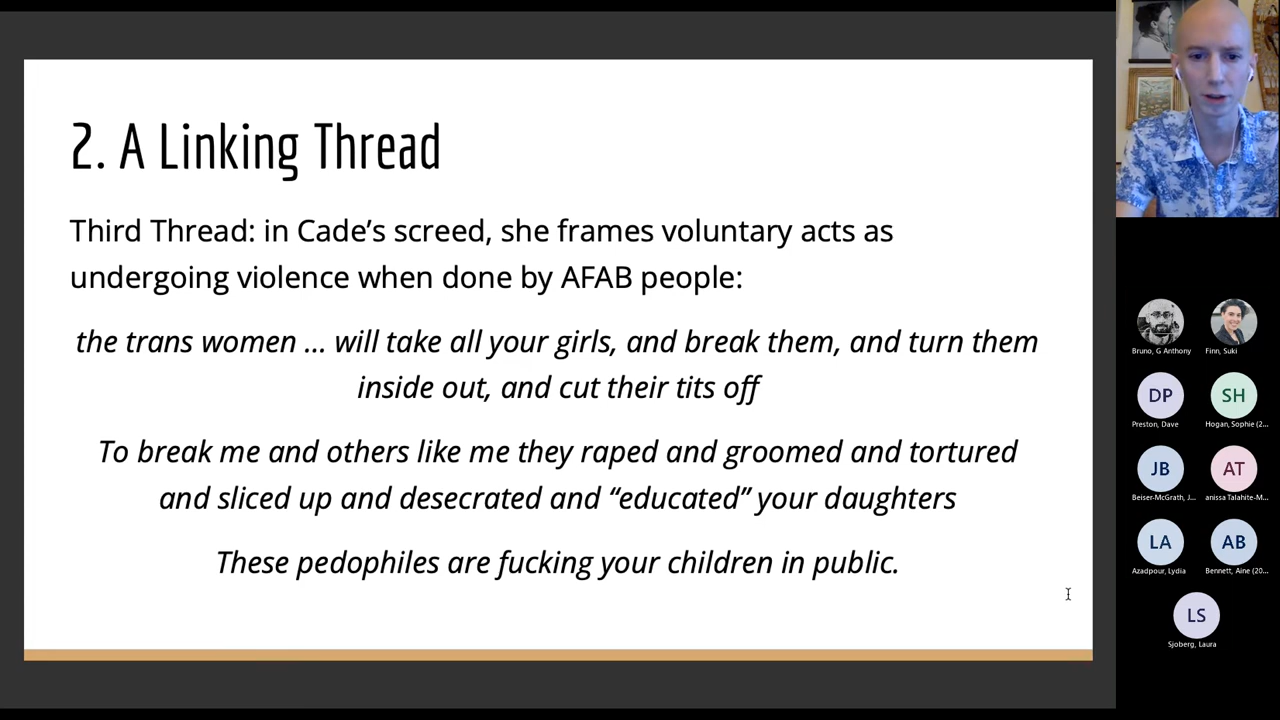 2. A Linking Thread
Third Thread: in Cade’s screed, she frames voluntary acts as
undergoing violence when done by AFAB people:
the trans women ... will take all your girls, and break them, and turn them
inside out, and cut their tits off
To break me and others like me they raped and groomed and tortured
and sliced up and desecrated and “educated” your daughters
These pedophiles are fucking your children in public.
Bruno, G Anthony
Finn, Suki
DP
SH
Preston, Dave
Hogan, Sophie (2...
JB
AT
Beiser-McGrath, J...
anissa Talahite-M...
LA
AB
Azadpour, Lydia
Bennett, Aine (20...
LS
Sjoberg, Laura